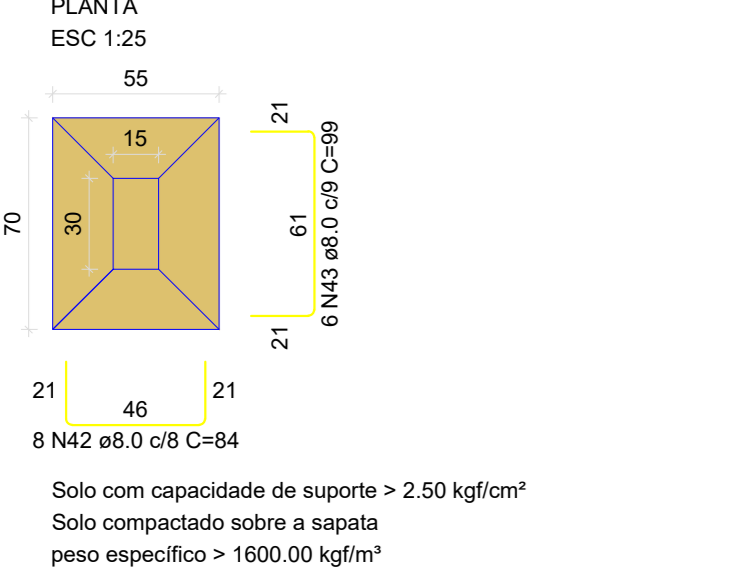 PLANTA
ESC 1:25
55
15
70
30
21
61
21
6 N43 ø8.0 c/9 C=99
21
46
21
8 N42 ø8.0 c/8 C=84
Solo com capacidade de suporte > 2.50 kgf/cm²
Solo compactado sobre a sapata
peso específico > 1600.00 kgf/m³